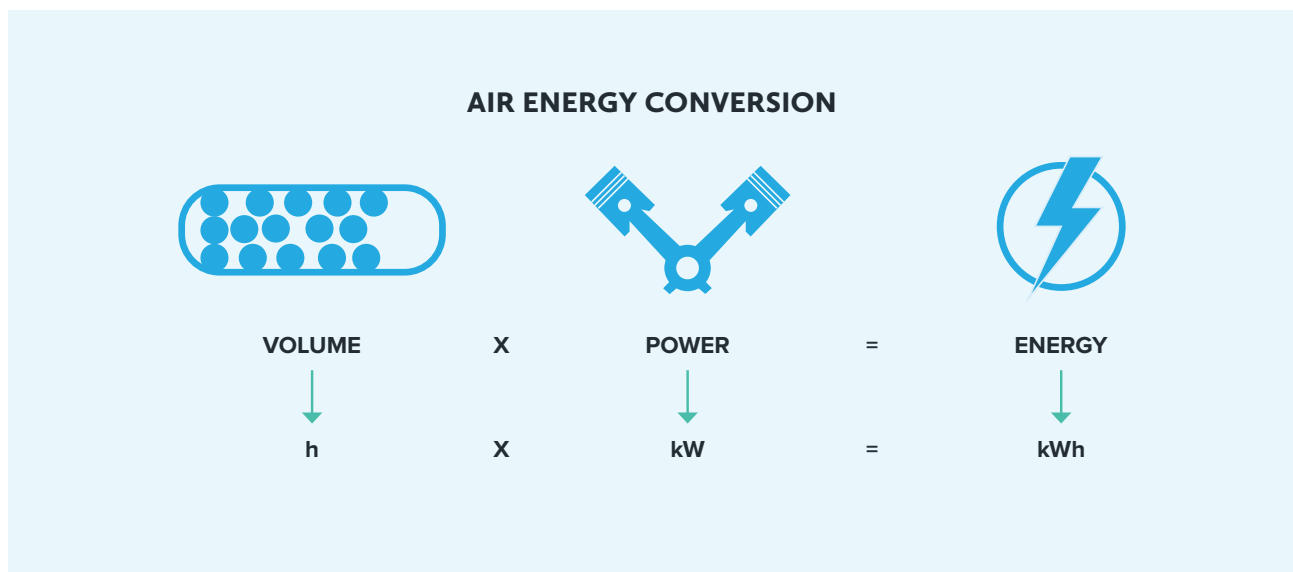 AIR ENERGY CONVERSION
VOLUME X POWER = ENERGY
h X kW = kWh